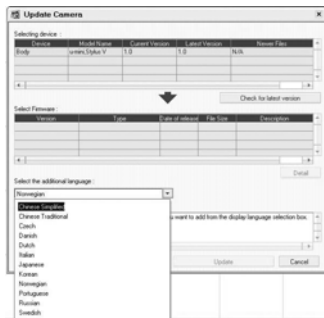 Update Camera
Selecting device :
Device Model Name Current Version Latest Version Newer Files
Body u-mini,Stylus V 1.0 1.0 N/A
Check for latest version
Select Firmware :
Version Type Date of release File Size Description
Detail
Select the additional language :
Norwegian
Chinese Simplified
want to add from the display language selection box.
Chinese Traditional
Czech
Danish
Dutch
Italian
Update Cancel
Japanese
Korean
Norwegian
Portuguese
Russian
Swedish